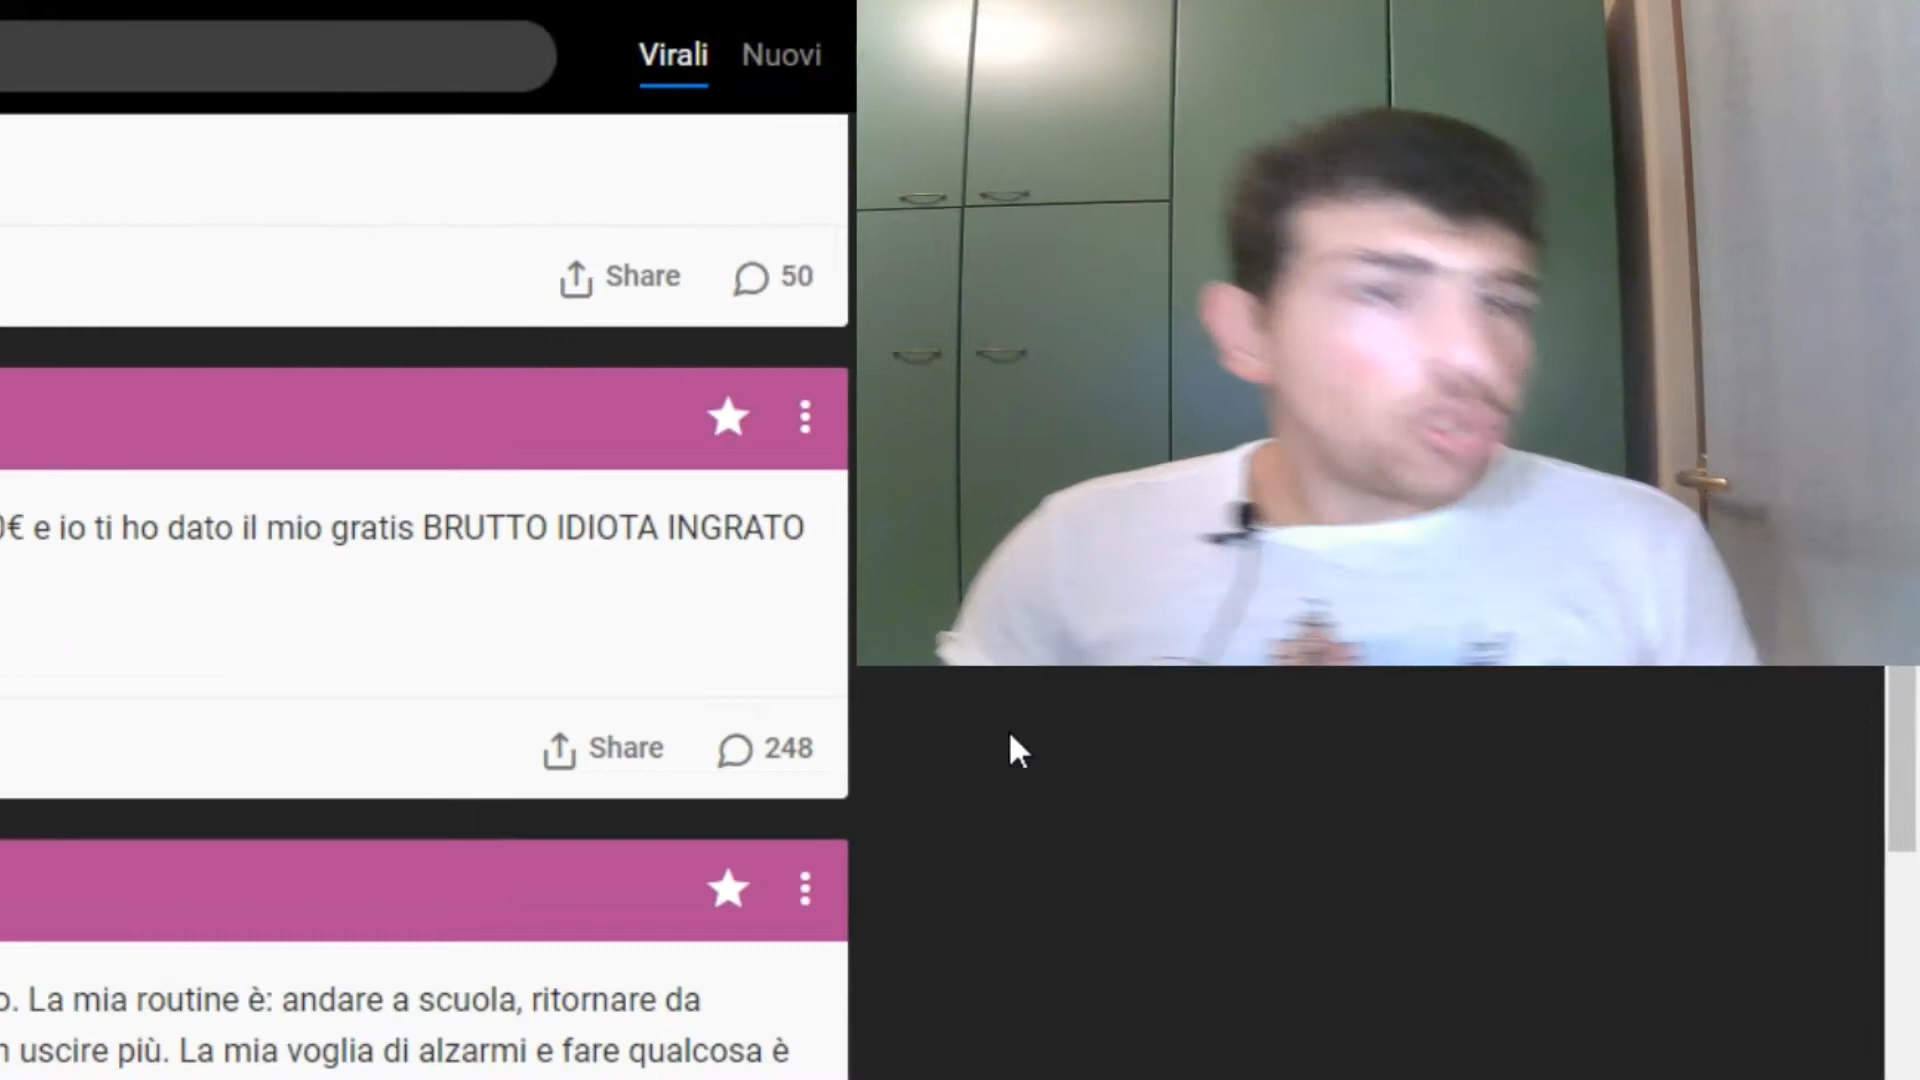 Virali Nuovi
Share 50
€ e io ti ho dato il mio gratis BRUTTO IDIOTA INGRATO
Share 248
. La mia routine è: andare a scuola, ritornare da
uscire più. La mia voglia di alzarmi e fare qualcosa è